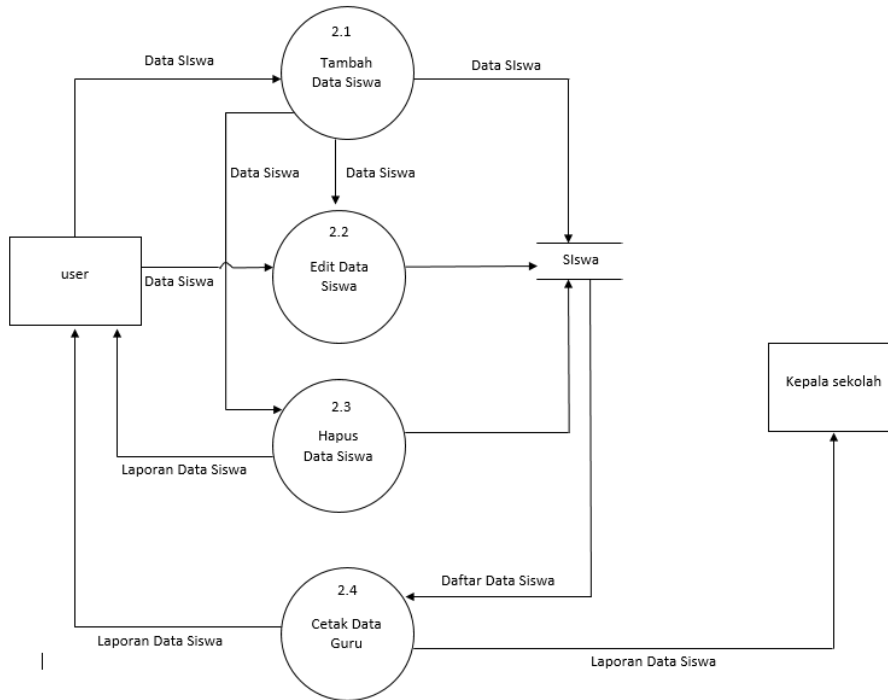 2.1
Tambah
Data Siswa
Data SIswa
Data SIswa
Data Siswa
Data Siswa
2.2
Edit Data
Siswa
user
Data Siswa
SIswa
2.3
Hapus
Data Siswa
Kepala sekolah
Laporan Data Siswa
Daftar Data Siswa
2.4
Cetak Data
Guru
Laporan Data Siswa
Laporan Data Siswa